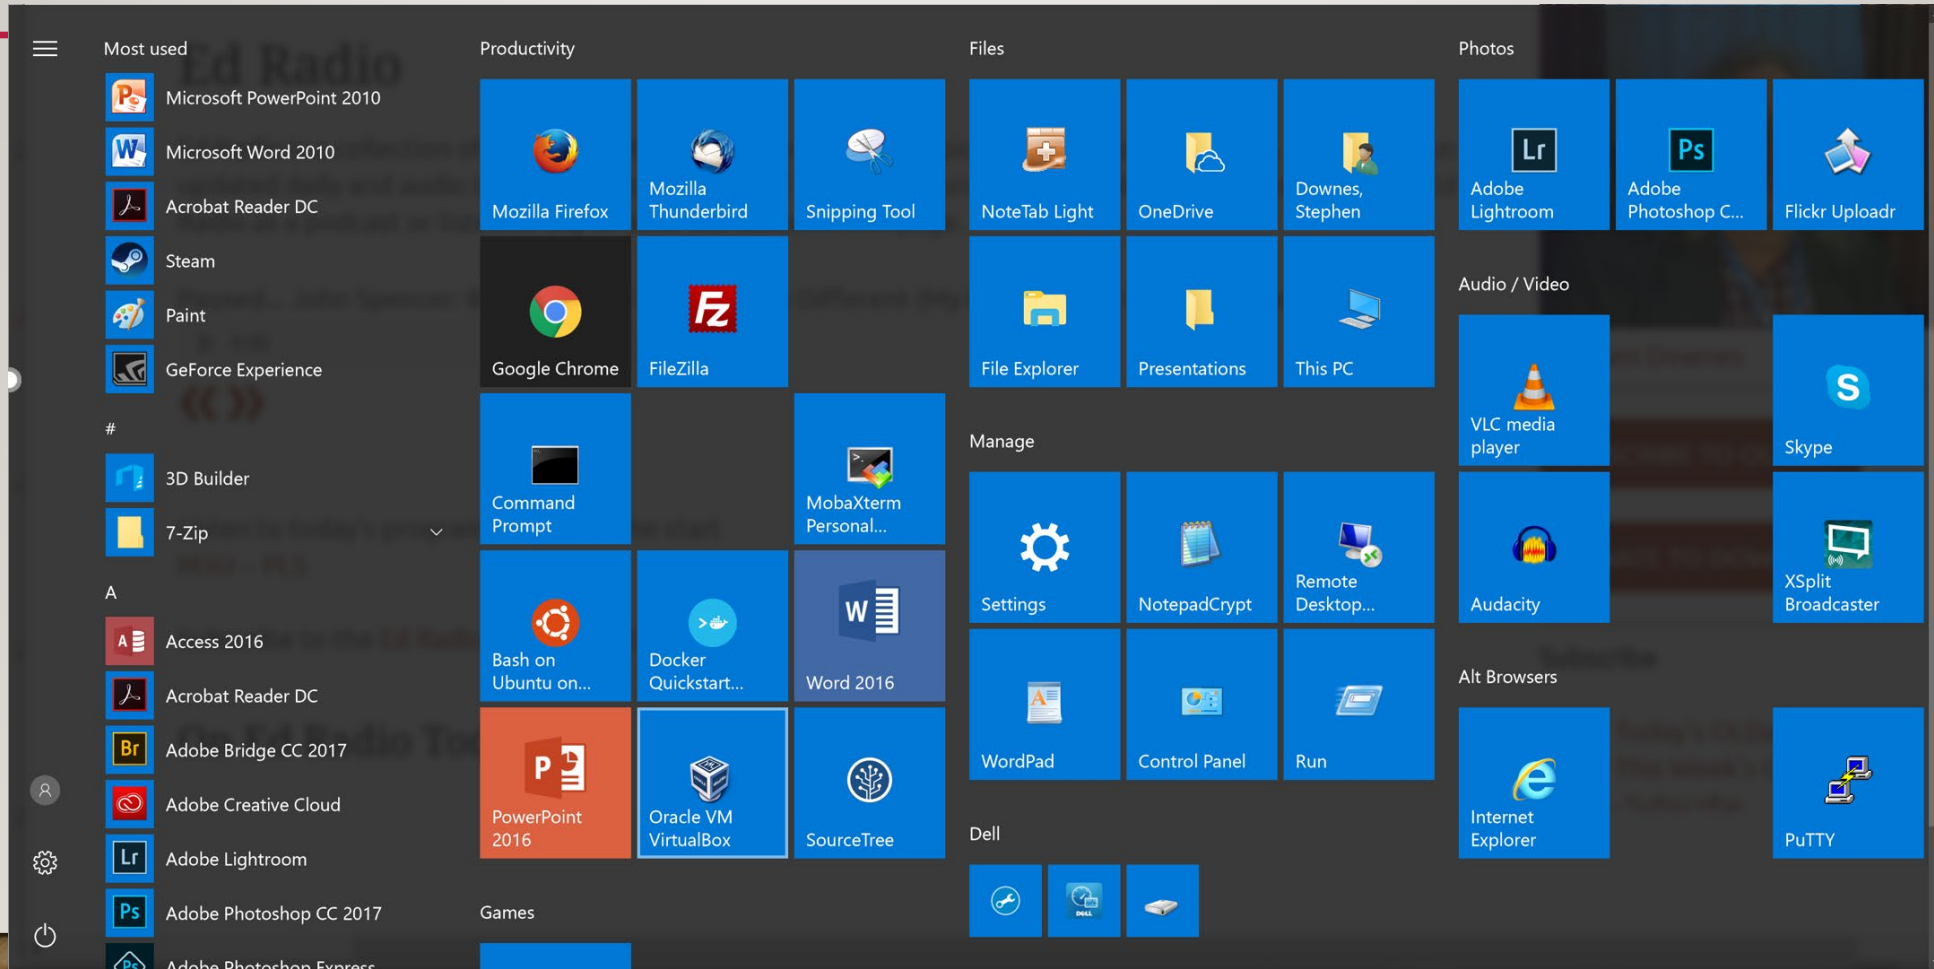 Most used
Microsoft PowerPoint 2010
Microsoft Word 2010
Acrobat Reader DC
Steam
Paint
GeForce Experience
#
3D Builder
7-Zip
A
Access 2016
Acrobat Reader DC
Adobe Bridge CC 2017
Adobe Creative Cloud
Adobe Lightroom
Adobe Photoshop CC 2017
Adobe Photoshop Express
Productivity
Mozilla Firefox
Mozilla
Thunderbird
Snipping Tool
Google Chrome
FileZilla
Command
Prompt
MobaXterm
Personal...
Bash on
Ubuntu on...
Docker
Quickstart...
Word 2016
PowerPoint
2016
Oracle VM
VirtualBox
SourceTree
Games
Files
NoteTab Light
OneDrive
Downes,
Stephen
File Explorer
Presentations
This PC
Manage
Settings
NotepadCrypt
Remote
Desktop...
WordPad
Control Panel
Run
Dell
Photos
Adobe
Lightroom
Adobe
Photoshop C...
Flickr Uploadr
Audio / Video
VLC media
player
Skype
Audacity
XSplit
Broadcaster
Alt Browsers
Internet
Explorer
PuTTY
Ed Radio